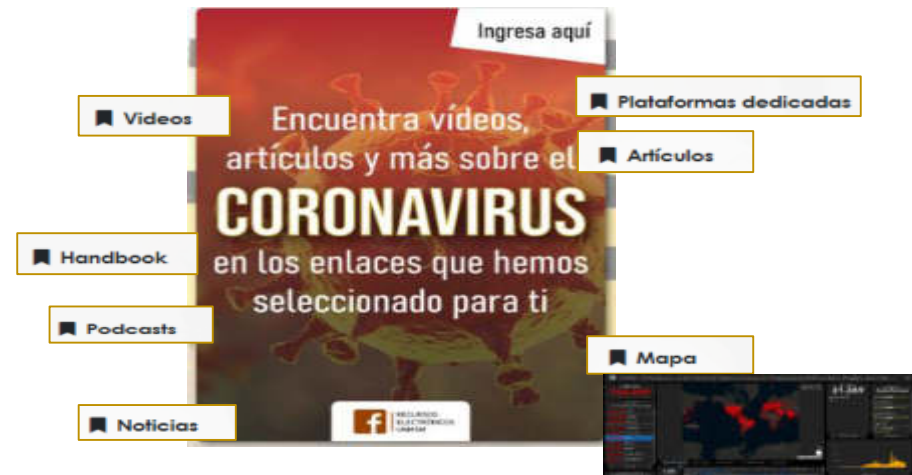 Ingresa aquí
Plataformas dedicadas
Videos
Encuentra vídeos,
artículos y más sobre el
Artículos
CORONAVIRUS
Handbook
en los enlaces que hemos
seleccionado para ti
Podcasts
Mapa
Noticias
RECURSOS
ELECTRÓNICOS
UNMSM